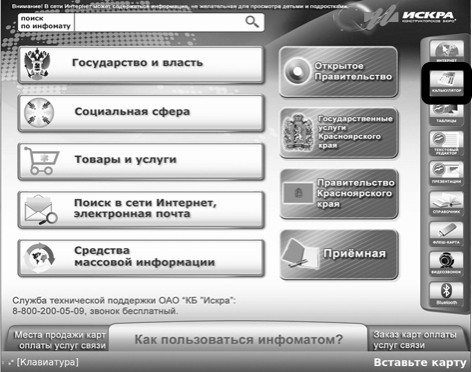 Внимание! В сети Интернет может содержаться информация, не желательная для просмотра детьми и подростками.
поиск
по инфомату
ИСКРА
КОНСТРУКТОРСКОЕ БЮРО
Государство и власть
Социальная сфера
Товары и услуги
Поиск в сети Интернет,
электронная почта
Средства
массовой информации
Открытое
Правительство
Государственные
услуги
Красноярского
края
Правительство
Красноярского
края
Приёмная
ИНТЕРНЕТ
КАЛЬКУЛЯТОР
ТАБЛИЦЫ
ТЕКСТОВЫЙ
РЕДАКТОР
ПРЕЗЕНТАЦИИ
СПРАВОЧНИК
ФЛЕШ-КАРТА
ВИДЕОЗВОНОК
Bluetooth
Служба технической поддержки ОАО "КБ "Искра":
8-800-200-05-09, звонок бесплатный.
Места продажи карт
оплаты услуг связи
Как пользоваться инфоматом?
Заказ карт оплаты
услуг связи
[Клавиатура]
Вставьте карту